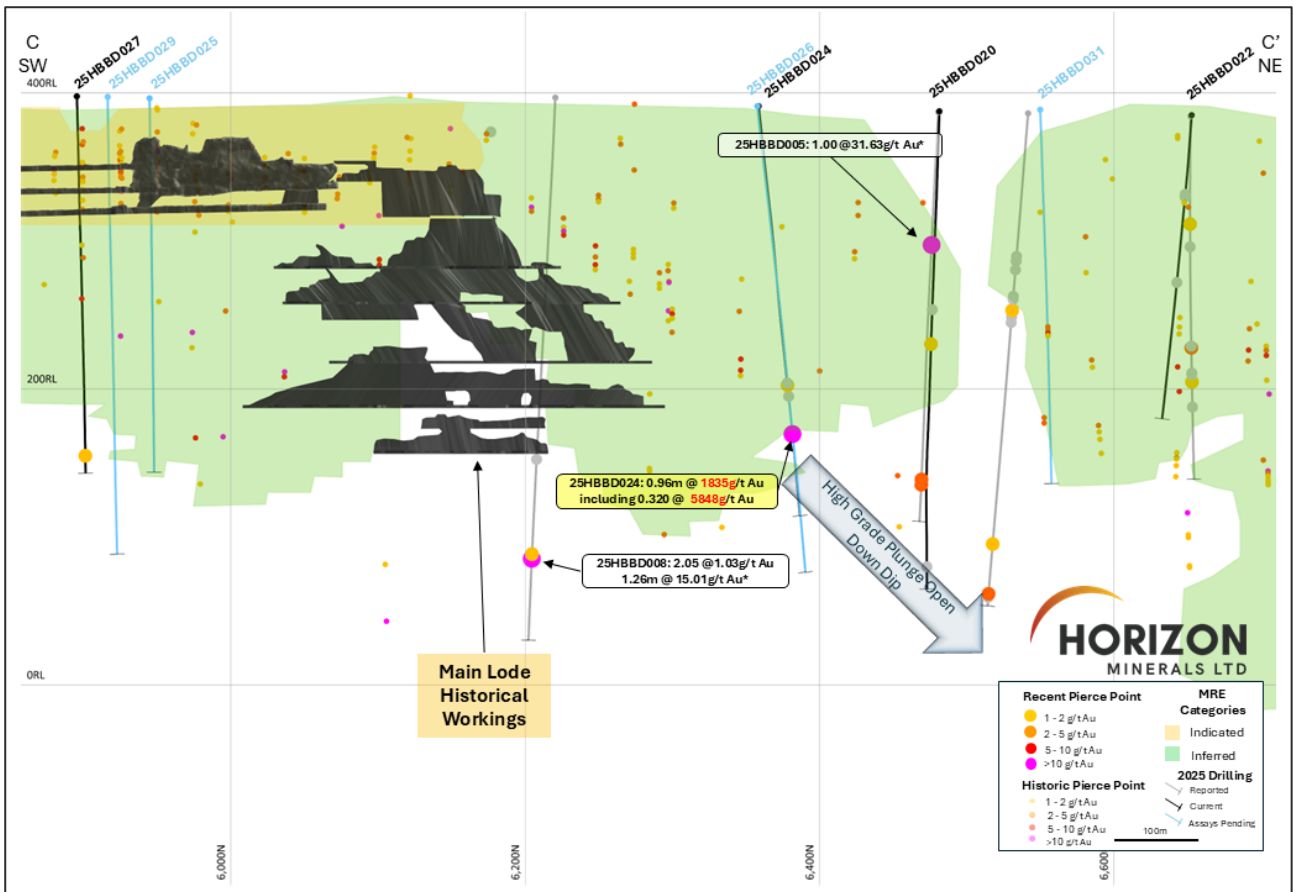 C
SW
25HBBD027
25HBBD029
25HBBD025
25HBBD026
25HBBD024
25HBBD020
25HBBD031
25HBBD022
C'
NE
400RL
25HBBD005: 1.00 @31.63g/t Au*
200RL
25HBBD024: 0.96m @ 1835g/t Au
including 0.320 @ 5848g/t Au
High Grade Plunge Open
Down Dip
25HBBD008: 2.05 @1.03g/t Au
1.26m @ 15.01g/t Au*
Main Lode
Historical
Workings
0RL
HORIZON
MINERALS LTD
Recent Pierce Point
1 - 2 g/t Au
2 - 5 g/t Au
5 - 10 g/t Au
>10 g/t Au
Historic Pierce Point
1 - 2 g/t Au
2 - 5 g/t Au
5 - 10 g/t Au
>10 g/t Au
MRE
Categories
Indicated
Inferred
2025 Drilling
Reported
Current
Assays Pending
100m
6,000N
6,200N
6,400N